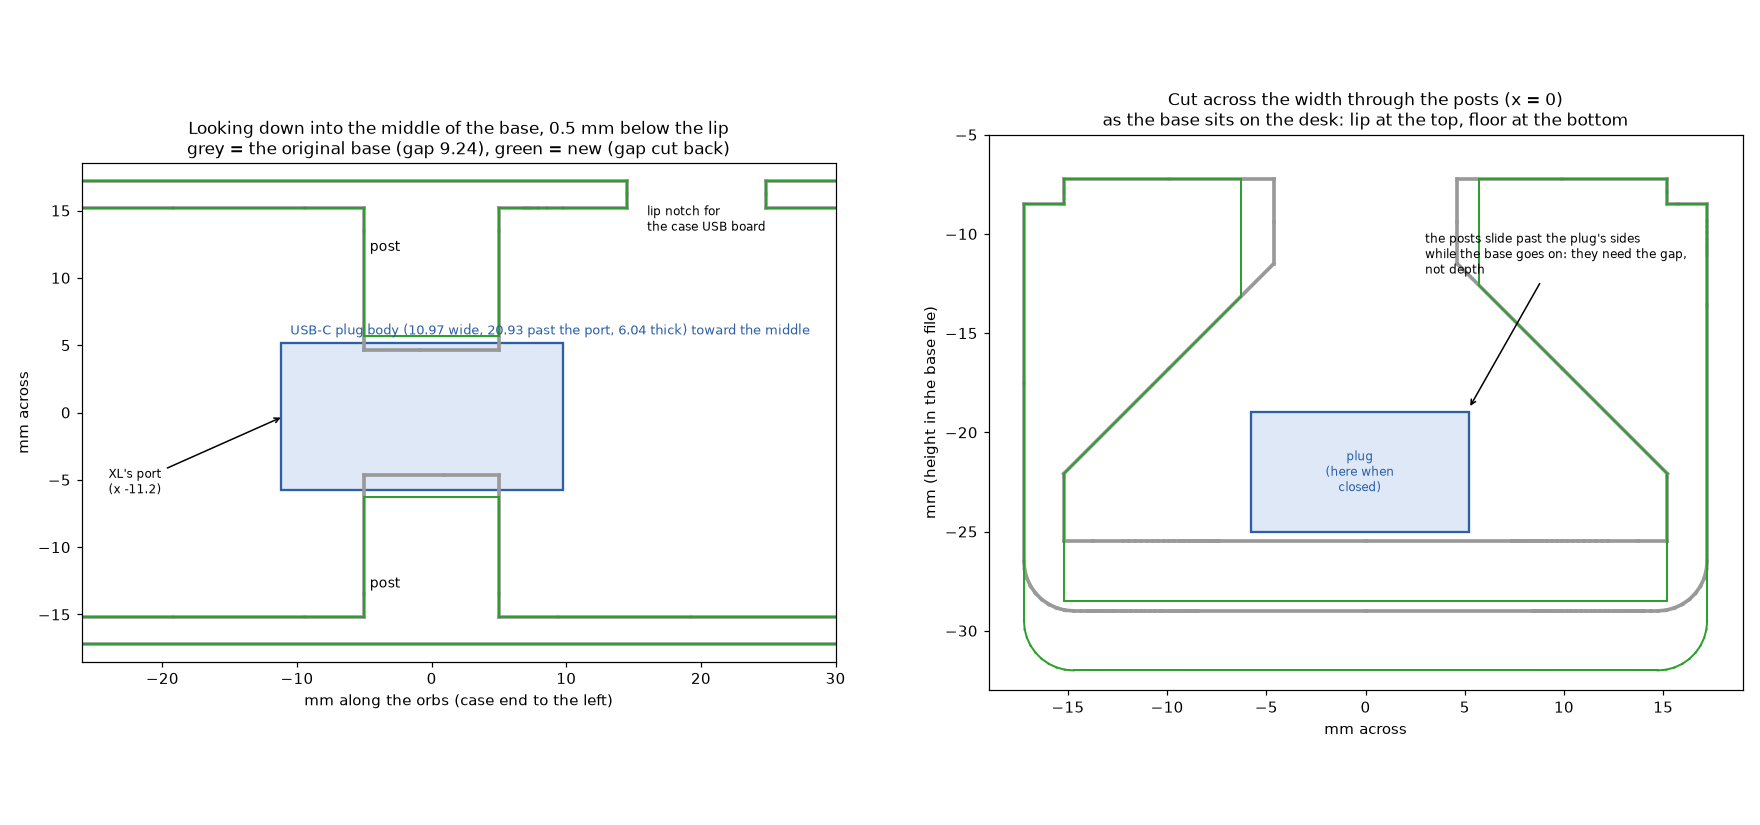 Looking down into the middle of the base, 0.5 mm below the lip
grey = the original base (gap 9.24), green = new (gap cut back)
15
10
5
0
−5
−10
−15
mm across
lip notch for
the case USB board
post
USB-C plug body (10.97 wide, 20.93 past the port, 6.04 thick) toward the middle
XL's port
(x -11.2)
post
−20
−10
0
10
20
30
mm along the orbs (case end to the left)
Cut across the width through the posts (x = 0)
as the base sits on the desk: lip at the top, floor at the bottom
−5
−10
−15
−20
−25
−30
mm (height in the base file)
the posts slide past the plug's sides
while the base goes on: they need the gap,
not depth
plug
(here when
closed)
−15
−10
−5
0
5
10
15
mm across